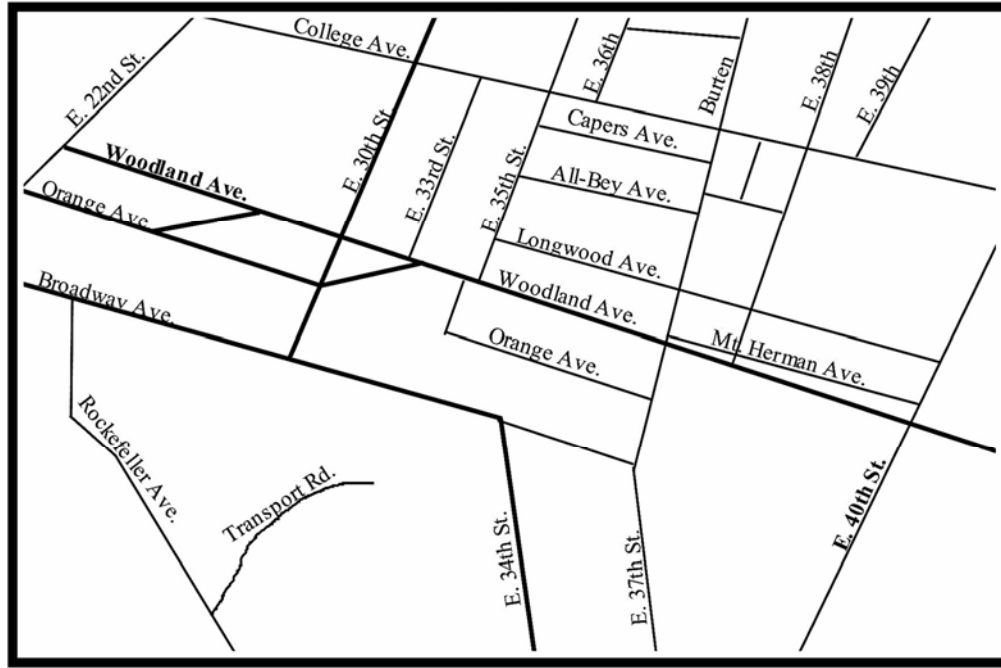 College Ave.
E. 22nd St.
E. 36th
Burten
E. 38th
E. 39th
Capers Ave.
E. 30th St.
Woodland Ave.
E. 33rd St.
E. 35th St.
All-Bey Ave.
Orange Ave.
Longwood Ave.
Broadway Ave.
Woodland Ave.
Orange Ave.
Mt. Herman Ave.
Rockefeller Ave.
Transport Rd.
E. 34th St.
E. 37th St.
E. 40th St.